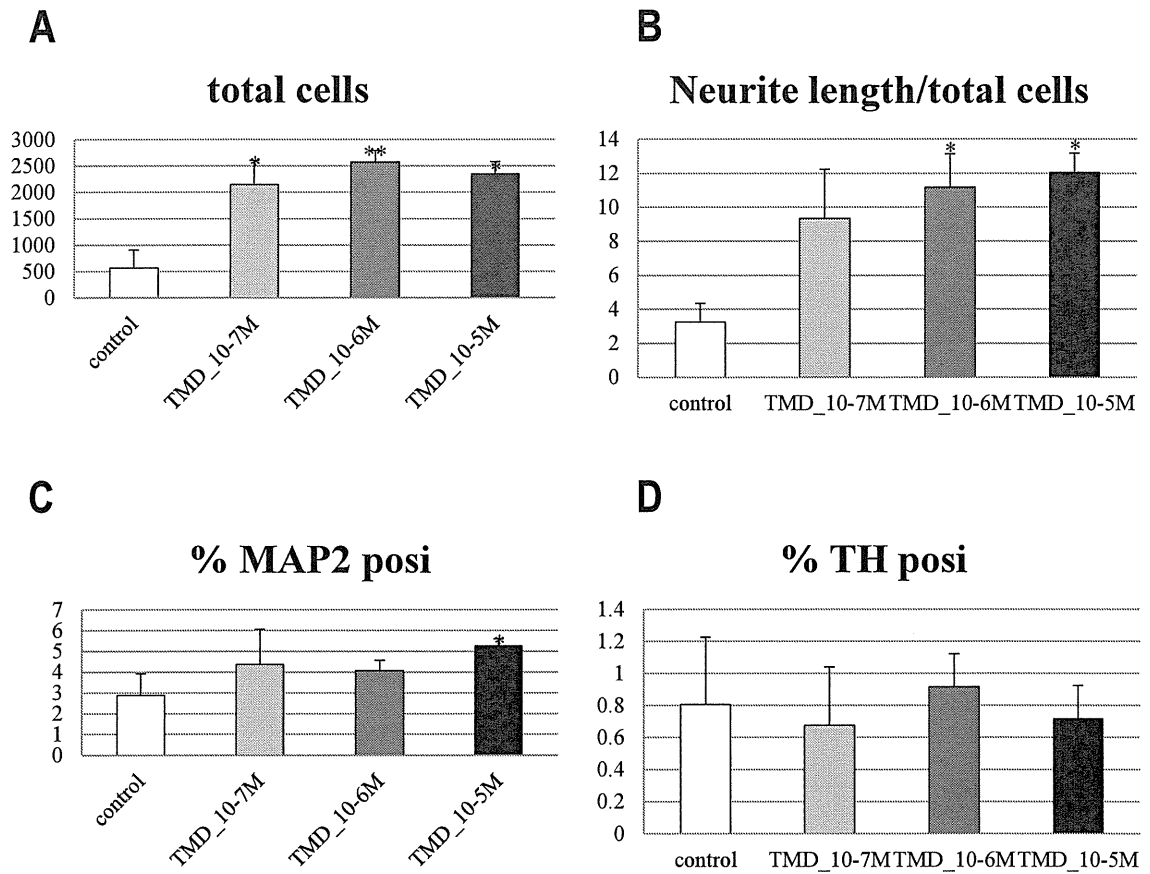 A
total cells
3000
2500
2000
1500
1000
500
0
*
**
*
control
TMD_10-7M
TMD_10-6M
TMD_10-5M
B
Neurite length/total cells
14
12
10
8
6
4
2
0
*
*
control TMD_10-7M TMD_10-6M TMD_10-5M
C
% MAP2 posi
7
6
5
4
3
2
1
0
*
control
TMD_10-7M
TMD_10-6M
TMD_10-5M
D
% TH posi
1.4
1.2
1
0.8
0.6
0.4
0.2
0
control TMD_10-7M TMD_10-6M TMD_10-5M